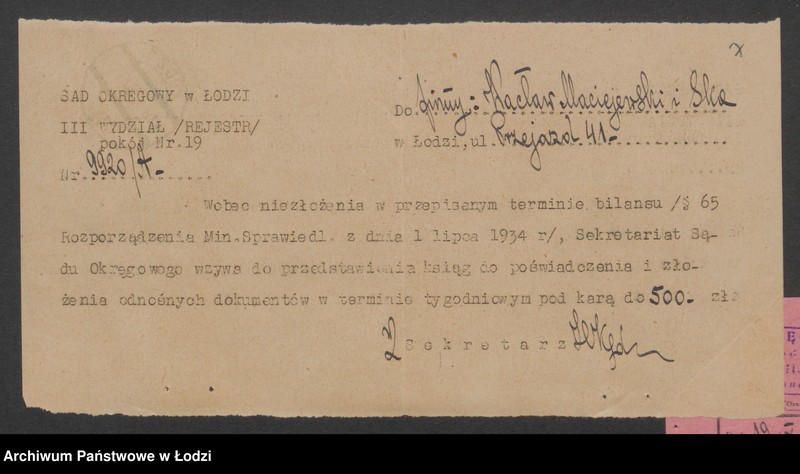 SAD OKREGOWY w ŁODZI
III WYDZIAŁ /REJESTR/
pokój Nr.19
Nr. 9920/A-
x
Do firmy: Wacław Maciejewski i Ska
w Łodzi, ul. Przejazd 41.-
Wobec niezłożenia w przepisanym terminie bilansu /§ 65
Rozporządzenia Min.Sprawiedl. z dnia 1 lipca 1934 r/, Sekretariat Są-
du Okręgowego wzywa do przedstawienia ksiąg do poświadczenia i zło-
żenia odnośnych dokumentów w terminie tygodniowym pod karą do 500.- zł.
Sekretarz
Archiwum Państwowe w Łodzi